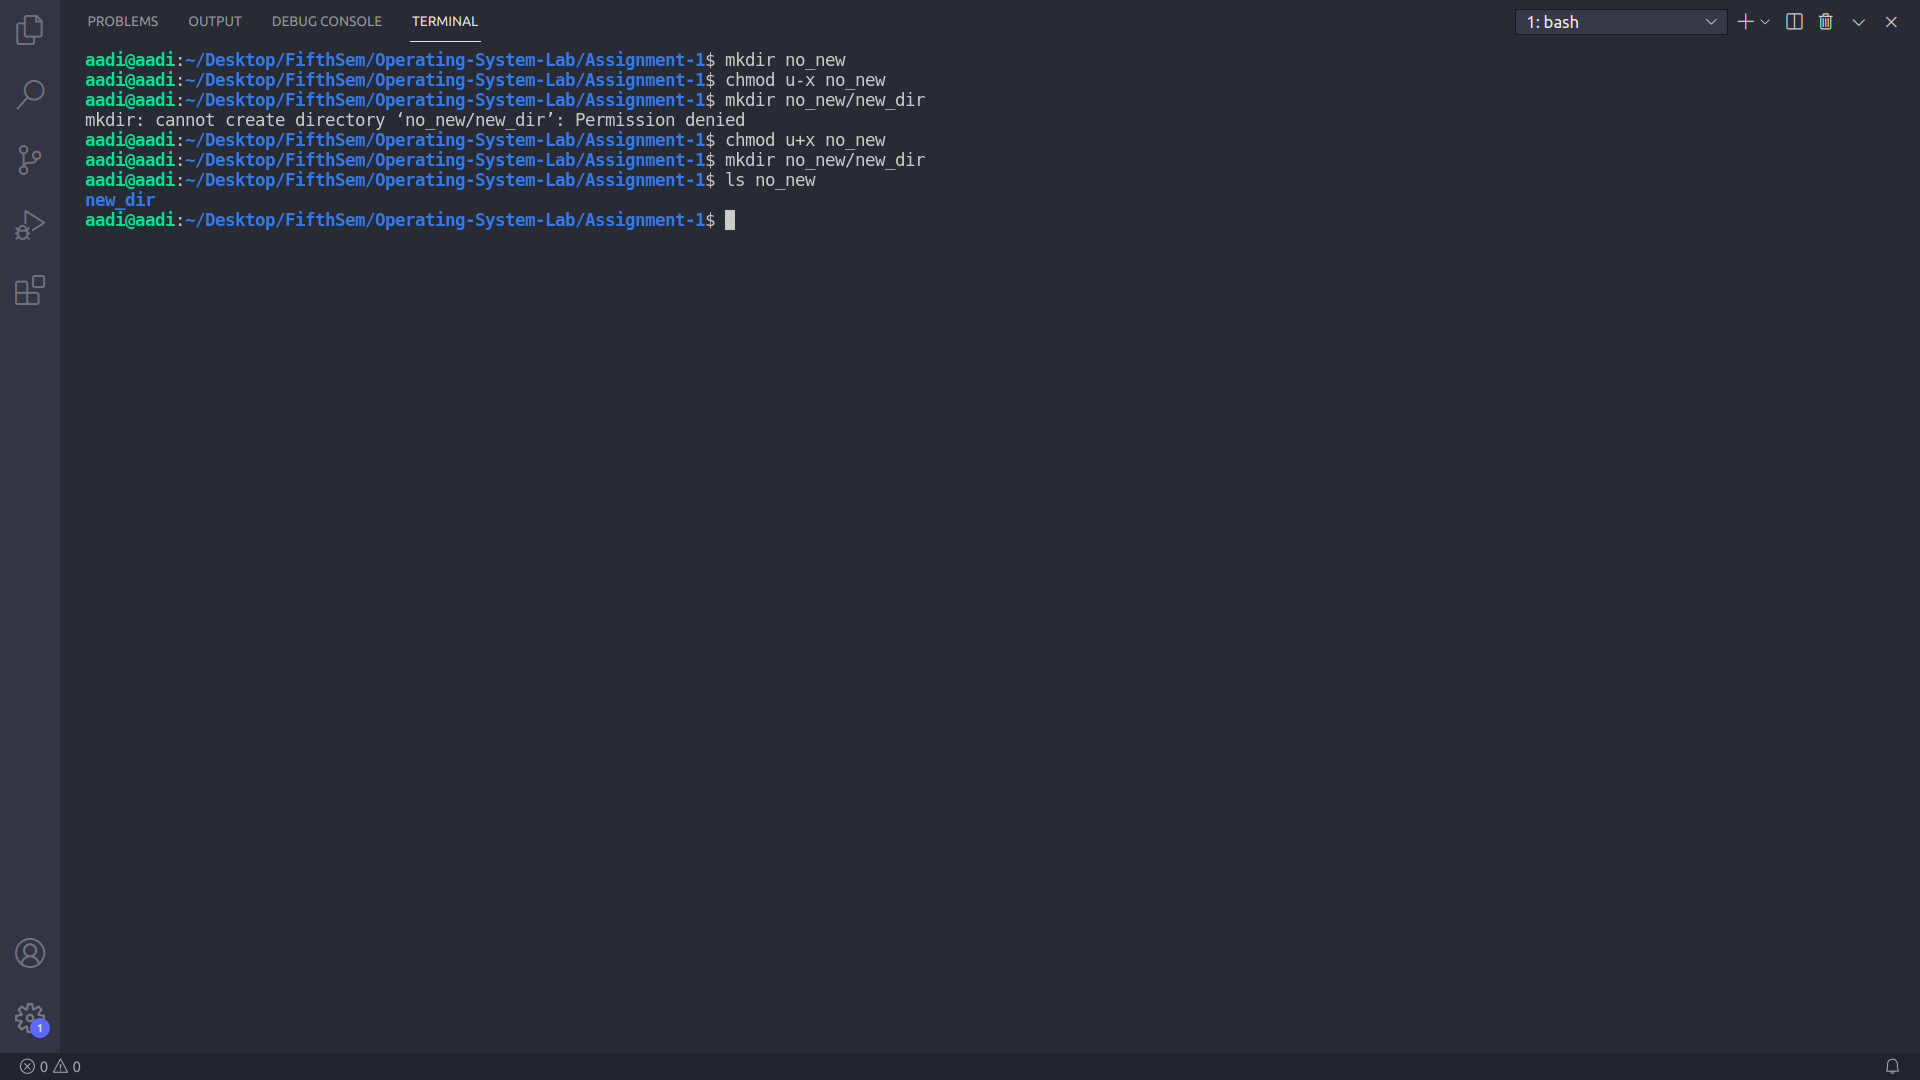 PROBLEMS OUTPUT DEBUG CONSOLE TERMINAL 1: bash
aadi@aadi:~/Desktop/FifthSem/Operating-System-Lab/Assignment-1$ mkdir no_new
aadi@aadi:~/Desktop/FifthSem/Operating-System-Lab/Assignment-1$ chmod u-x no_new
aadi@aadi:~/Desktop/FifthSem/Operating-System-Lab/Assignment-1$ mkdir no_new/new_dir
mkdir: cannot create directory ‘no_new/new_dir’: Permission denied
aadi@aadi:~/Desktop/FifthSem/Operating-System-Lab/Assignment-1$ chmod u+x no_new
aadi@aadi:~/Desktop/FifthSem/Operating-System-Lab/Assignment-1$ mkdir no_new/new_dir
aadi@aadi:~/Desktop/FifthSem/Operating-System-Lab/Assignment-1$ ls no_new
new_dir
aadi@aadi:~/Desktop/FifthSem/Operating-System-Lab/Assignment-1$
1
0 0